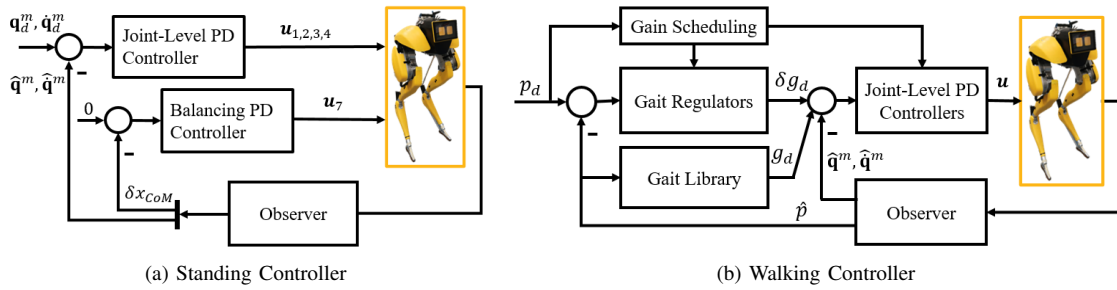 q_d^m, q̇_d^m
q̂^m, q̂̇^m
Joint-Level PD
Controller
u_{1,2,3,4}
0
Balancing PD
Controller
u_7
δx_{CoM}
Observer
(a) Standing Controller
Gain Scheduling
p_d
Gait Regulators
δg_d
Joint-Level PD
Controllers
u
Gait Library
g_d
q̂^m, q̂̇^m
p̂
Observer
(b) Walking Controller